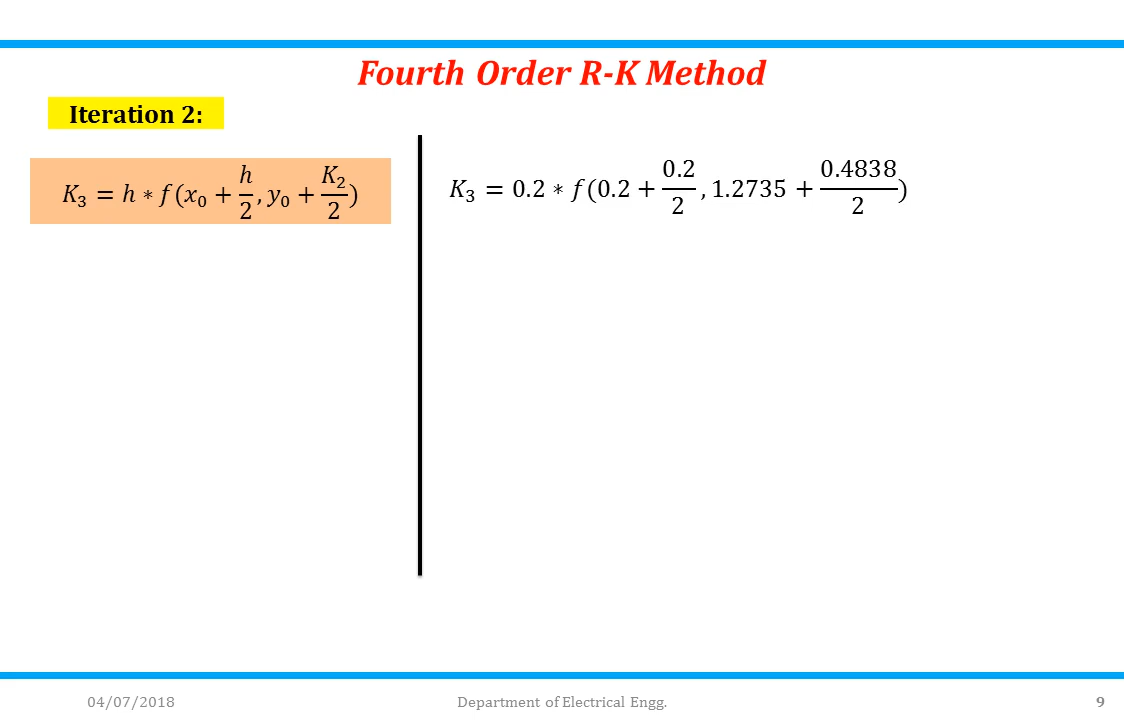 Fourth Order R-K Method
Iteration 2:
K₃ = h ∗ f(x₀ + h/2 , y₀ + K₂/2)
K₃ = 0.2 ∗ f(0.2 + 0.2/2 , 1.2735 + 0.4838/2)
04/07/2018
Department of Electrical Engg.
9